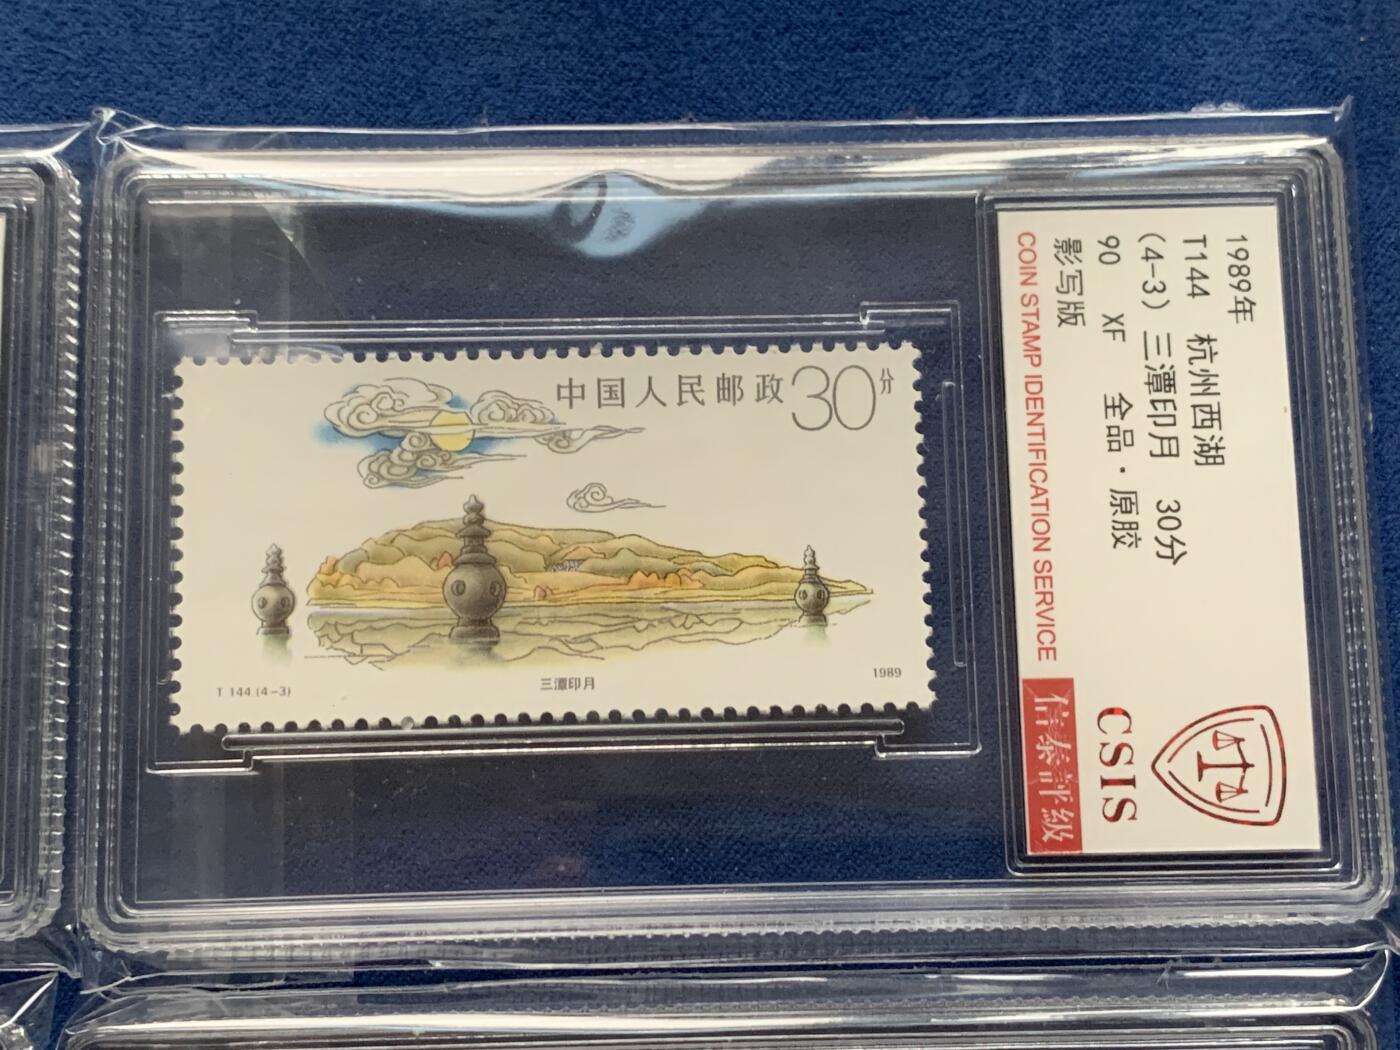 中国人民邮政30分
T 144.(4-3)
三潭印月
1989
1989年
T144 杭州西湖
(4-3) 三潭印月 30分
90 XF 全品·原胶
影写版
COIN STAMP IDENTIFICATION SERVICE
CSIS
信泰評級